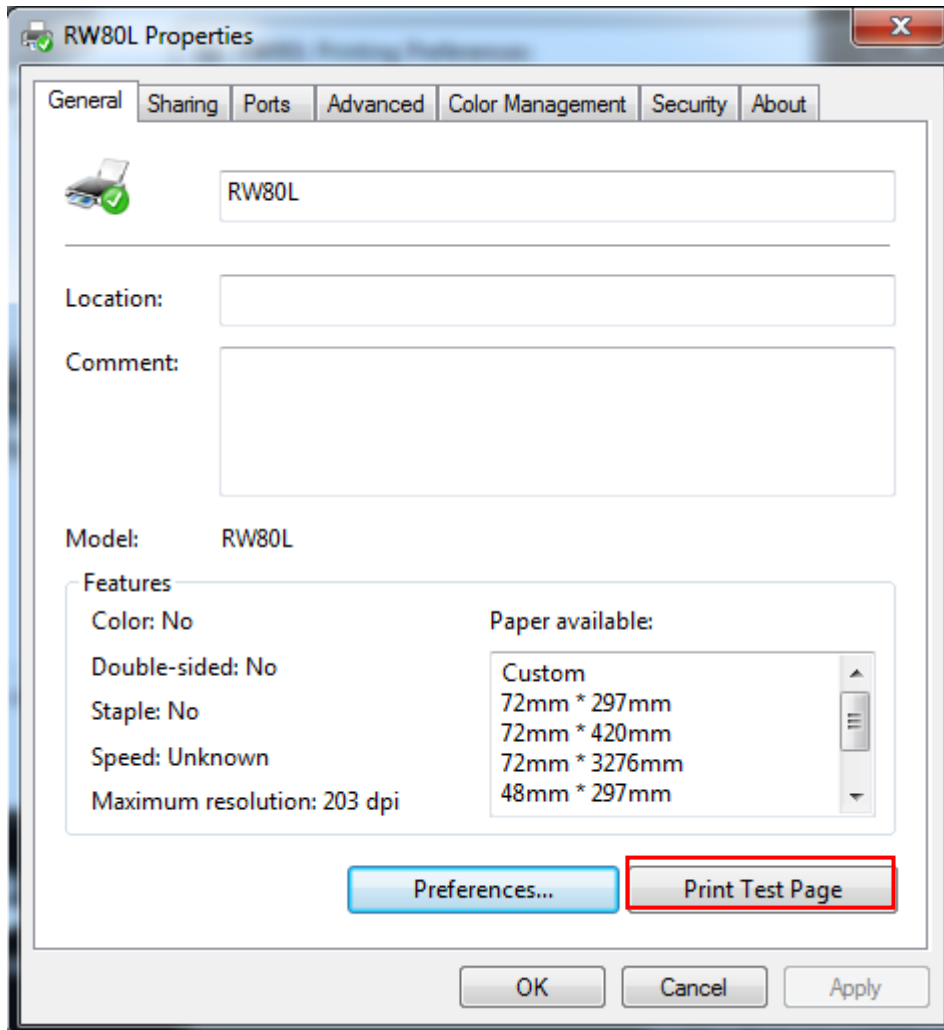 RW80L Properties
General Sharing Ports Advanced Color Management Security About
RW80L
Location:
Comment:
Model: RW80L
Features
Color: No
Double-sided: No
Staple: No
Speed: Unknown
Maximum resolution: 203 dpi
Paper available:
Custom
72mm * 297mm
72mm * 420mm
72mm * 3276mm
48mm * 297mm
Preferences... Print Test Page
OK Cancel Apply